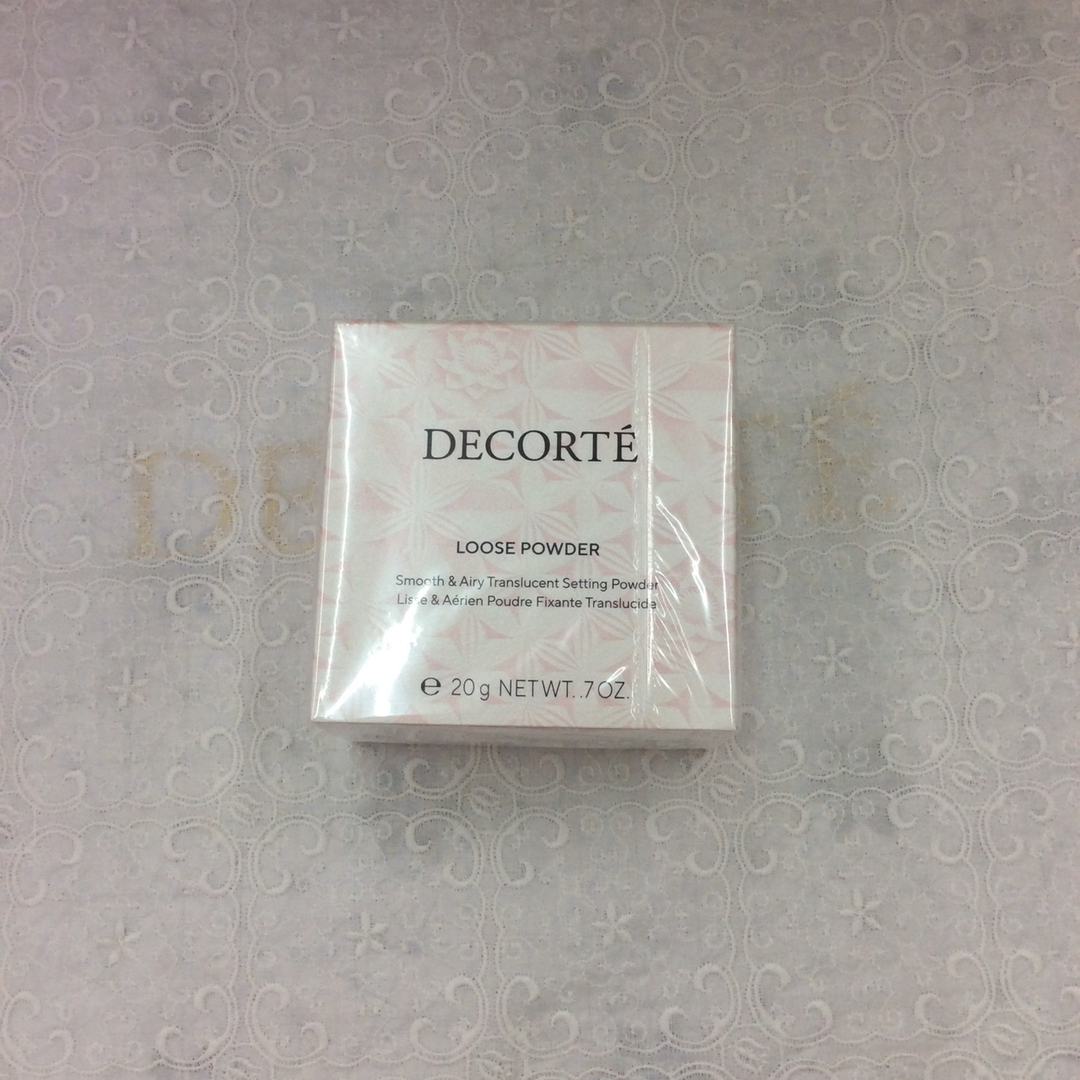 DECORTÉ
LOOSE POWDER
Smooth & Airy Translucent Setting Powder
Lisse & Aérien Poudre Fixante Translucide
℮ 20 g NET WT. .7 OZ.